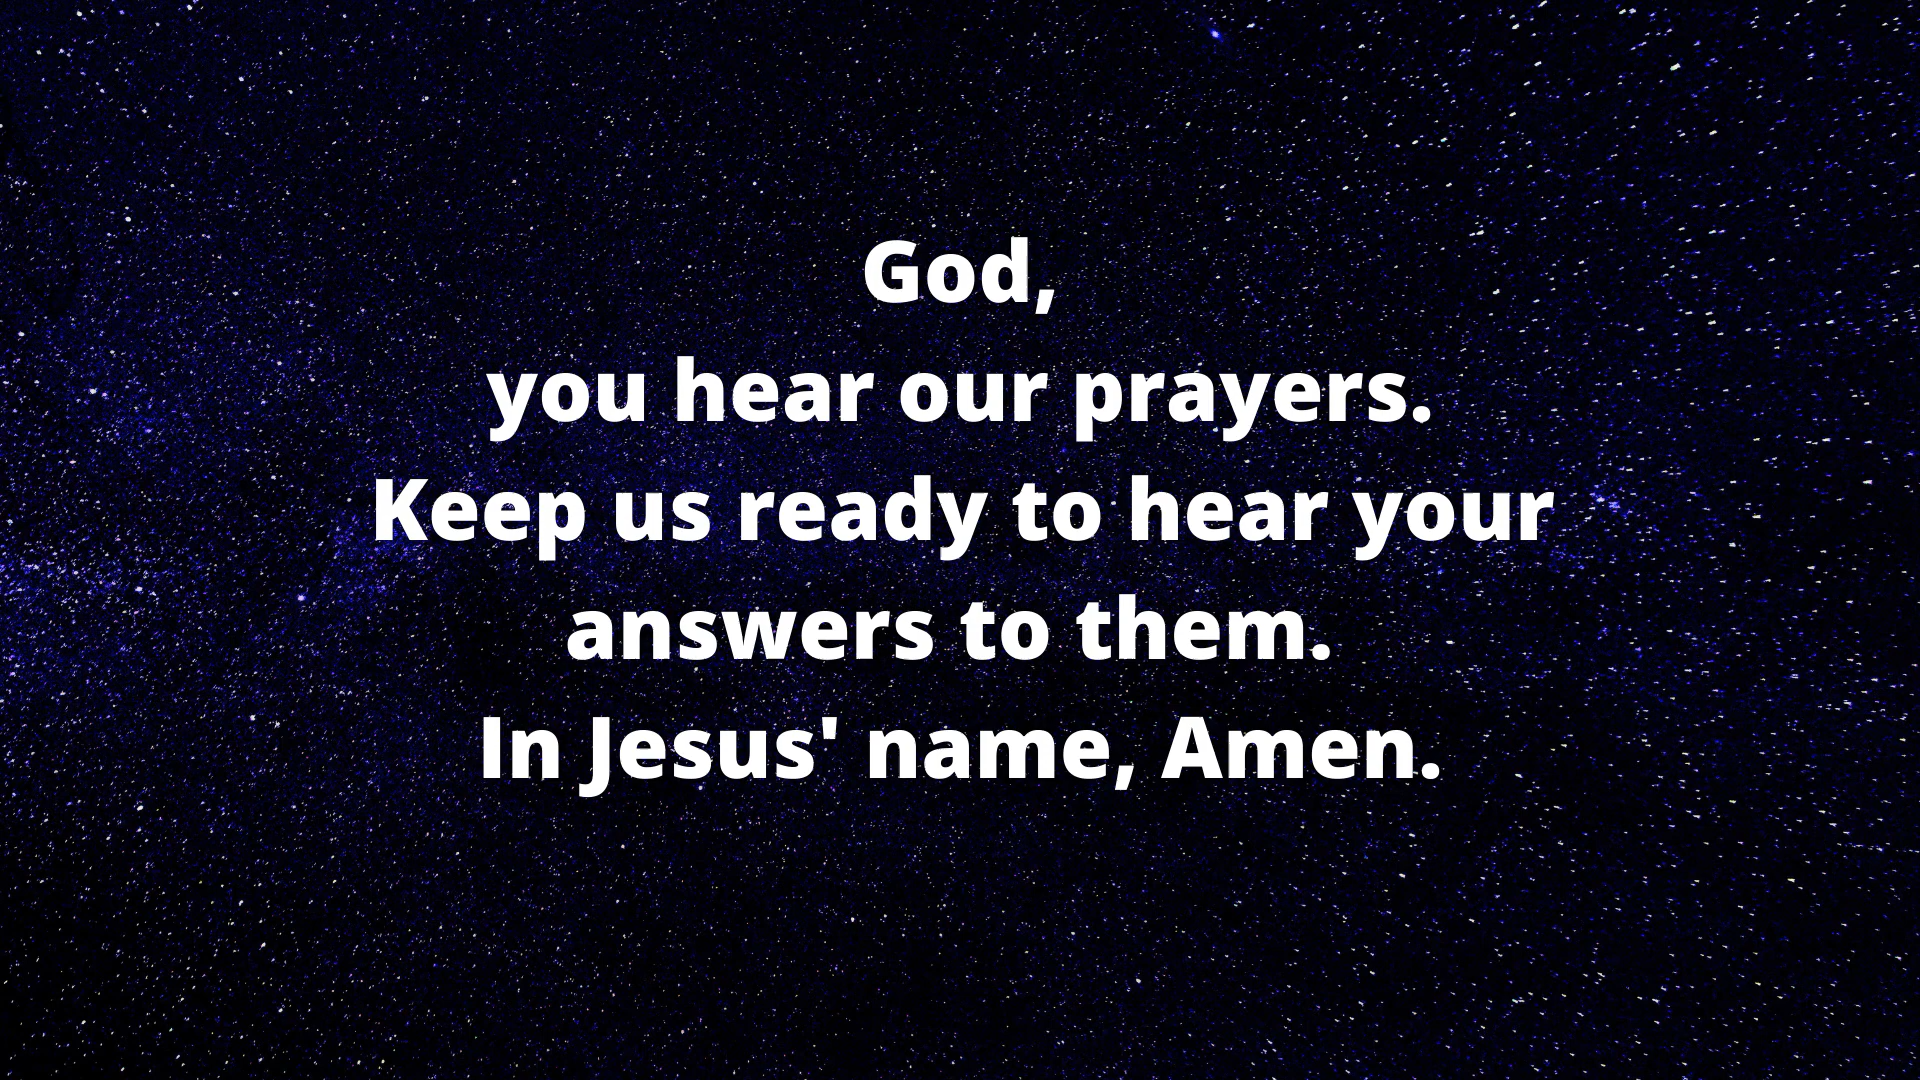 God,
you hear our prayers.
Keep us ready to hear your
answers to them.
In Jesus' name, Amen.